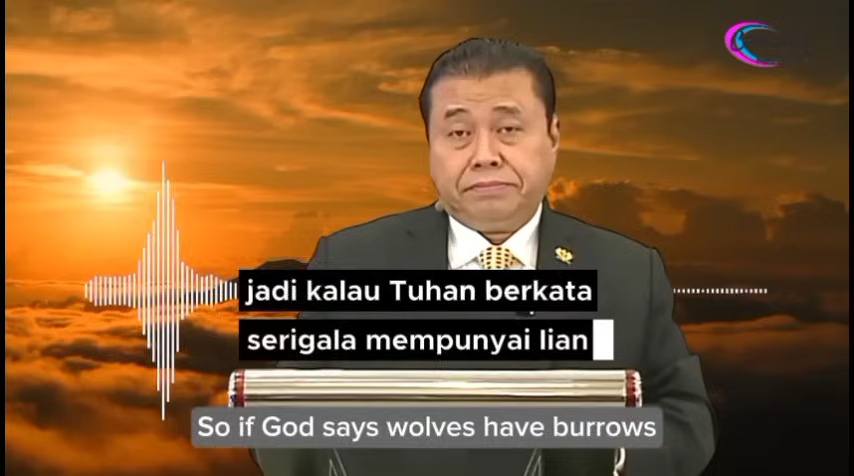 jadi kalau Tuhan berkata
serigala mempunyai lian
So if God says wolves have burrows